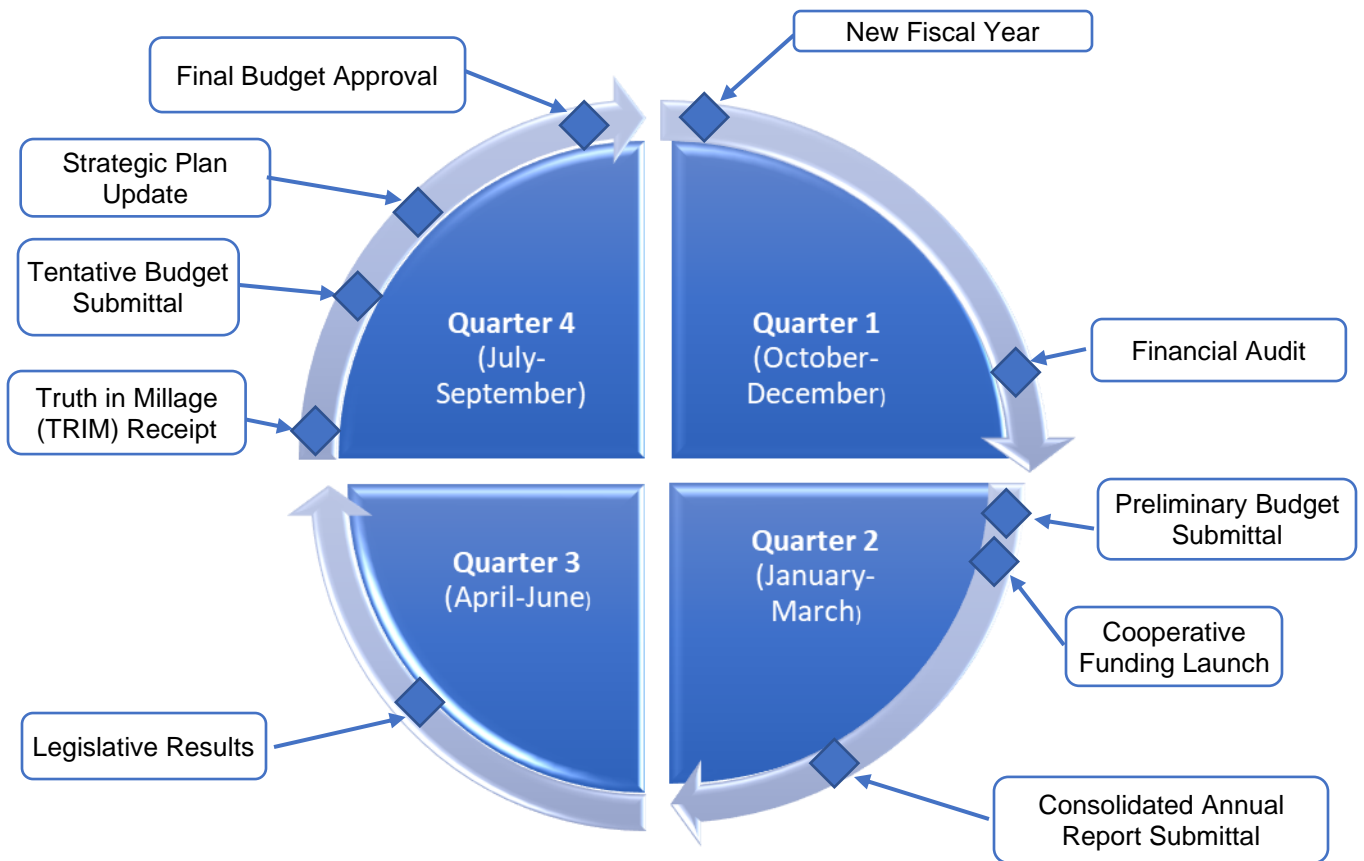 New Fiscal Year
Final Budget Approval
Strategic Plan
Update
Tentative Budget
Submittal
Truth in Millage
(TRIM) Receipt
Quarter 4
(July-
September)
Quarter 1
(October-
December)
Financial Audit
Preliminary Budget
Submittal
Quarter 3
(April-June)
Quarter 2
(January-
March)
Cooperative
Funding Launch
Legislative Results
Consolidated Annual
Report Submittal